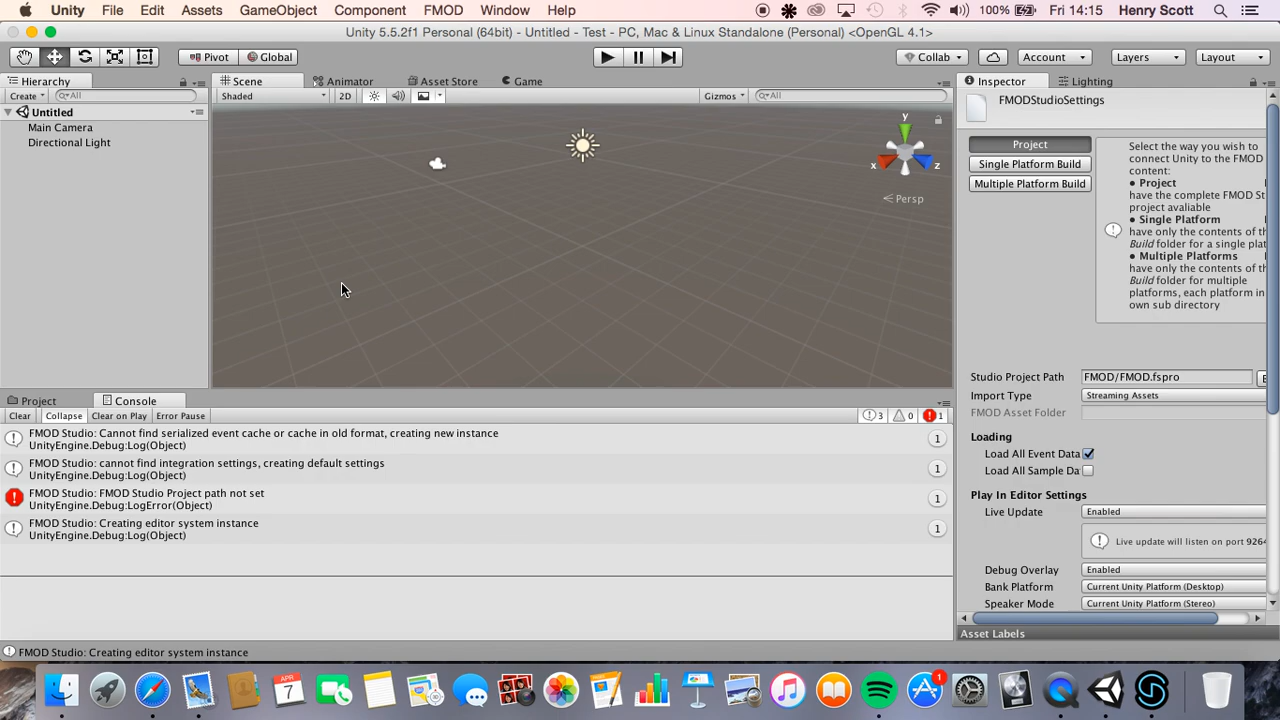 Unity File Edit Assets GameObject Component FMOD Window Help 100% Fri 14:15 Henry Scott
Unity 5.5.2f1 Personal (64bit) - Untitled - Test - PC, Mac & Linux Standalone (Personal) <OpenGL 4.1>
Pivot Global Collab Account Layers Layout
Hierarchy Scene Animator Asset Store Game Inspector Lighting
Create All Shaded 2D Gizmos All
FMODStudioSettings
Untitled
Main Camera
Directional Light
y
x
z
Persp
Project
Single Platform Build
Multiple Platform Build
Select the way you wish to
connect Unity to the FMOD
content:
• Project
have the complete FMOD St
project avaliable
• Single Platform
have only the contents of th
Build folder for a single plat
• Multiple Platforms
have only the contents of th
Build folder for multiple
platforms, each platform in
own sub directory
Studio Project Path FMOD/FMOD.fspro
Import Type Streaming Assets
FMOD Asset Folder
Loading
Load All Event Data
Load All Sample Da
Play In Editor Settings
Live Update Enabled
Live update will listen on port 9264
Debug Overlay Enabled
Bank Platform Current Unity Platform (Desktop)
Speaker Mode Current Unity Platform (Stereo)
Asset Labels
Project Console
Clear Collapse Clear on Play Error Pause 3 0 1
FMOD Studio: Cannot find serialized event cache or cache in old format, creating new instance
UnityEngine.Debug:Log(Object) 1
FMOD Studio: cannot find integration settings, creating default settings
UnityEngine.Debug:Log(Object) 1
FMOD Studio: FMOD Studio Project path not set
UnityEngine.Debug:LogError(Object) 1
FMOD Studio: Creating editor system instance
UnityEngine.Debug:Log(Object) 1
FMOD Studio: Creating editor system instance
APR
7
1